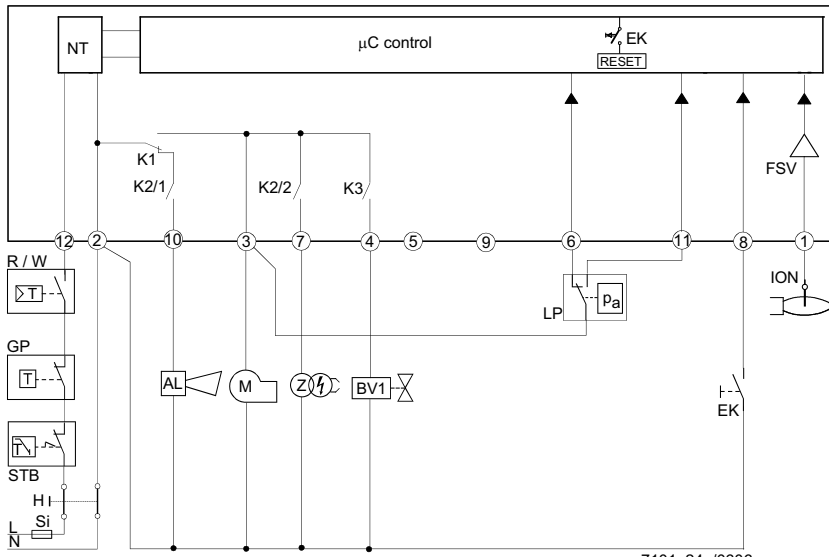 NT
µC control
EK
RESET
FSV
K1
K2/1
K2/2
K3
12
2
10
3
7
4
5
9
6
11
8
1
R / W
T
LP
pa
ION
GP
T
AL
M
Z
BV1
EK
T
STB
H
L
Si
N